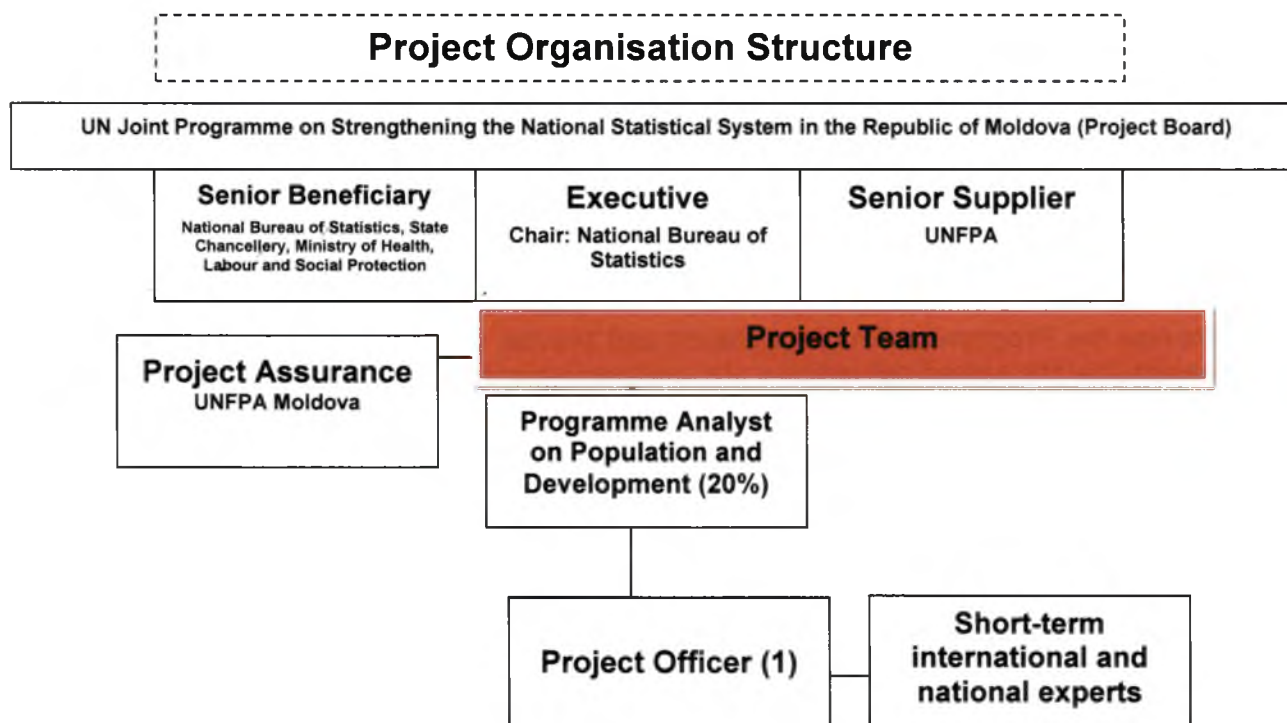 Project Organisation Structure
UN Joint Programme on Strengthening the National Statistical System in the Republic of Moldova (Project Board)
Senior Beneficiary
National Bureau of Statistics, State
Chancellery, Ministry of Health,
Labour and Social Protection
Executive
Chair: National Bureau of
Statistics
Senior Supplier
UNFPA
Project Team
Project Assurance
UNFPA Moldova
Programme Analyst
on Population and
Development (20%)
Project Officer (1)
Short-term
international and
national experts